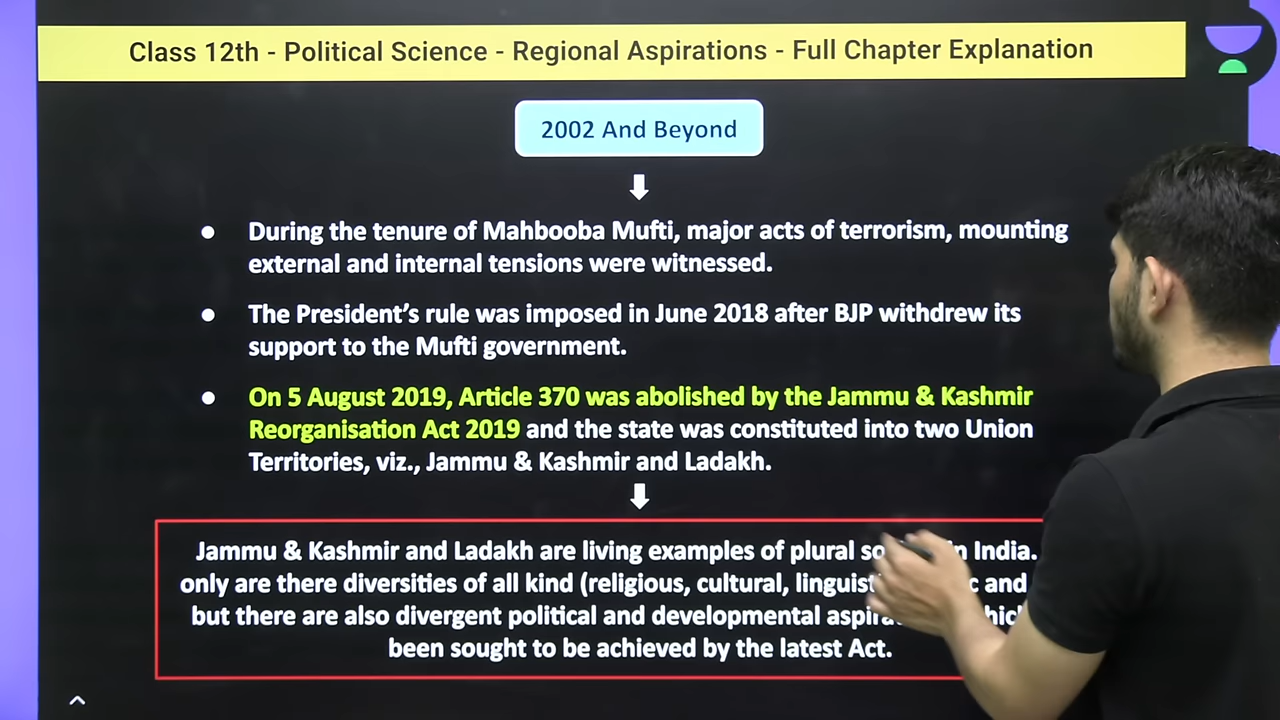 Class 12th - Political Science - Regional Aspirations - Full Chapter Explanation
2002 And Beyond
During the tenure of Mahbooba Mufti, major acts of terrorism, mounting
external and internal tensions were witnessed.
The President's rule was imposed in June 2018 after BJP withdrew its
support to the Mufti government.
On 5 August 2019, Article 370 was abolished by the Jammu & Kashmir
Reorganisation Act 2019 and the state was constituted into two Union
Territories, viz., Jammu & Kashmir and Ladakh.
Jammu & Kashmir and Ladakh are living examples of plural in India.
only are there diversities of all kind (religious, cultural, and
but there are also divergent political and developmental
been sought to be achieved by the latest Act.